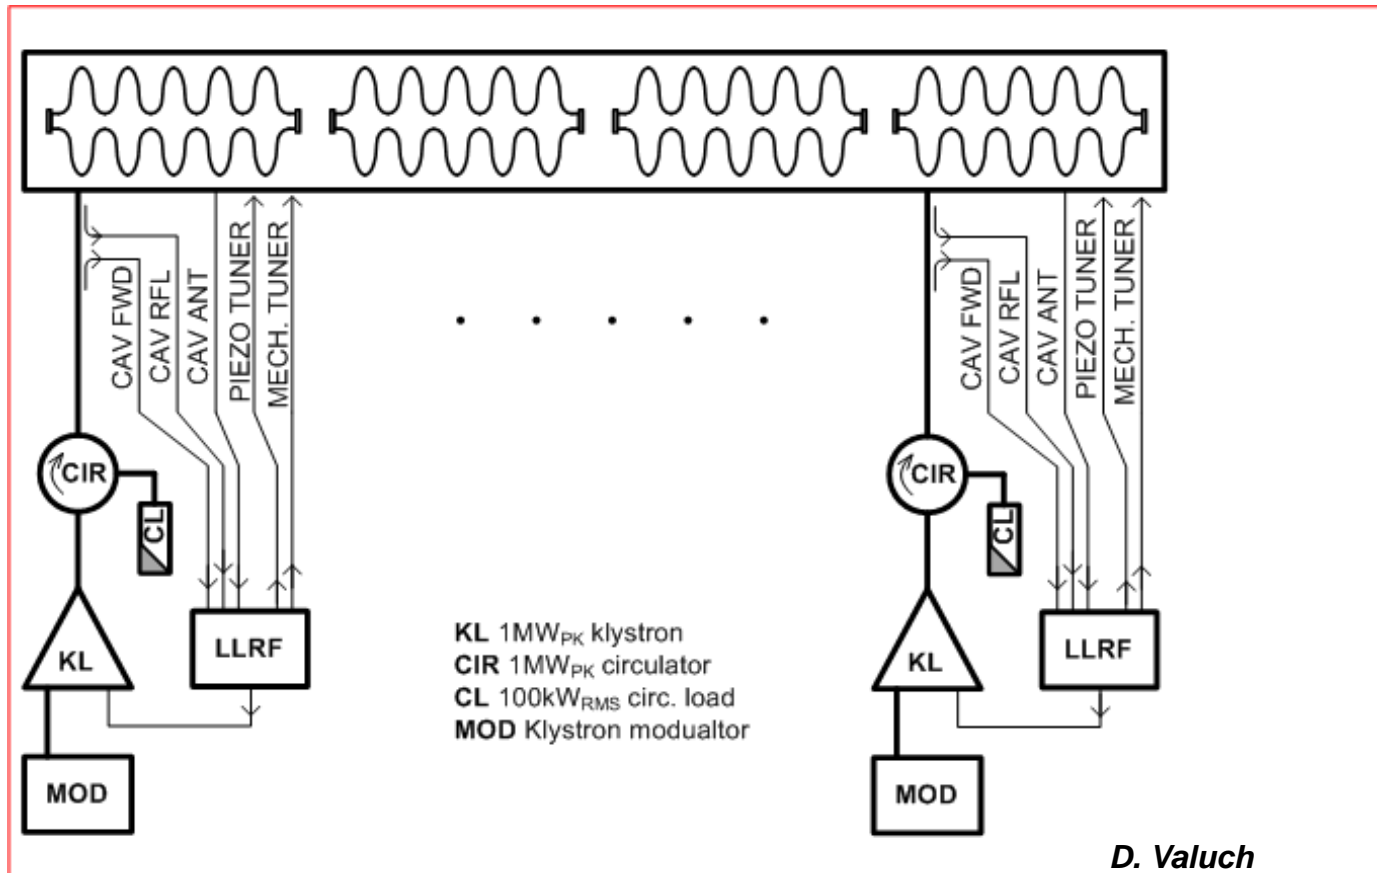 CAV FWD
CAV RFL
CAV ANT
PIEZO TUNER
MECH. TUNER
CAV FWD
CAV RFL
CAV ANT
PIEZO TUNER
MECH. TUNER
CIR
CL
CIR
CL
KL
LLRF
KL 1MWPK klystron
CIR 1MWPK circulator
CL 100kWRMS circ. load
MOD Klystron modualtor
KL
LLRF
MOD
MOD
D. Valuch